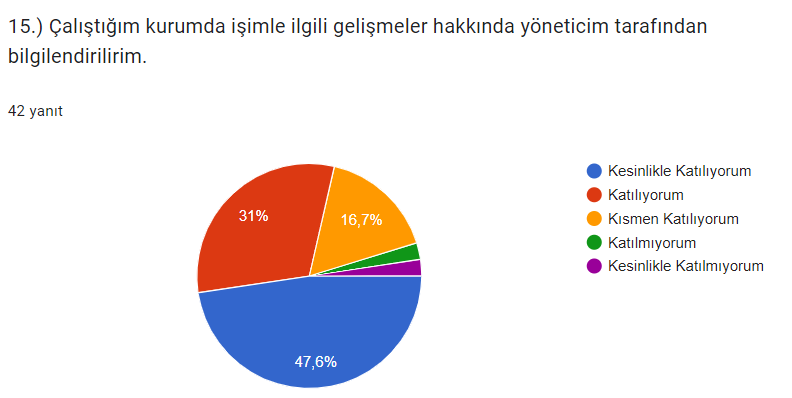 15.) Çalıştığım kurumda işimle ilgili gelişmeler hakkında yöneticim tarafından
bilgilendirilirim.
42 yanıt
31%
16,7%
47,6%
Kesinlikle Katılıyorum
Katılıyorum
Kısmen Katılıyorum
Katılmıyorum
Kesinlikle Katılmıyorum